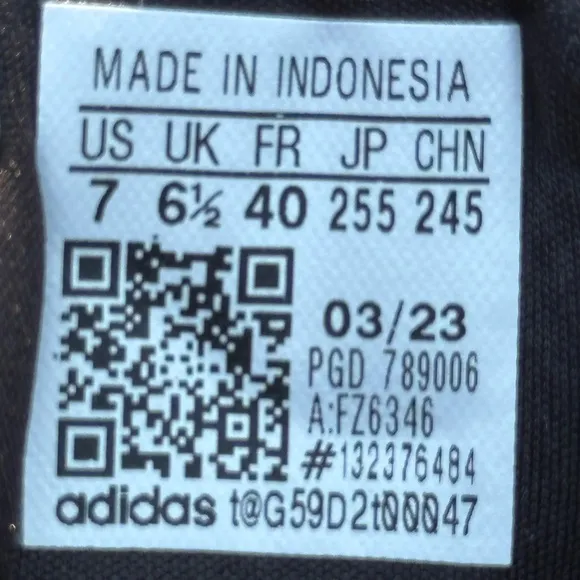 MADE IN INDONESIA
US UK FR JP CHN
7 6½ 40 255 245
03/23
PGD 789006
A:FZ6346
#132376484
adidas t@G59D2t00047